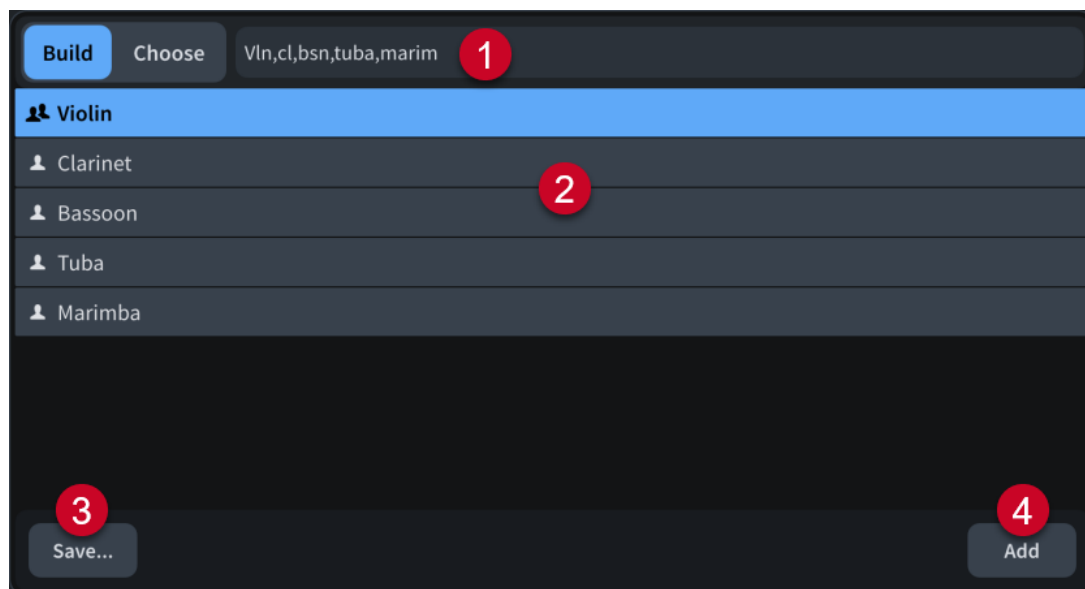 Build Choose Vln,cl,bsn,tuba,marim 1
Violin
Clarinet
2
Bassoon
Tuba
Marimba
3 4
Save... Add